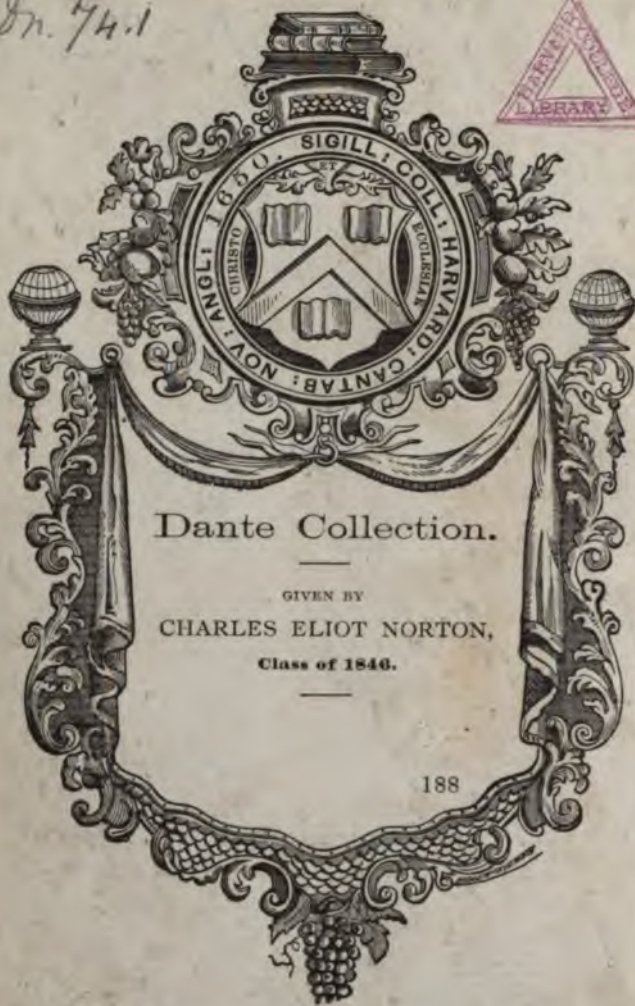 Dn. 74.1
HARVARD COLLEGE
LIBRARY
SIGILL: COLL: HARVARD: CANTAB: NOV: ANGL: 1650.
ET
CHRISTO
ECCLESIAE
Dante Collection.
GIVEN BY
CHARLES ELIOT NORTON,
Class of 1846.
188